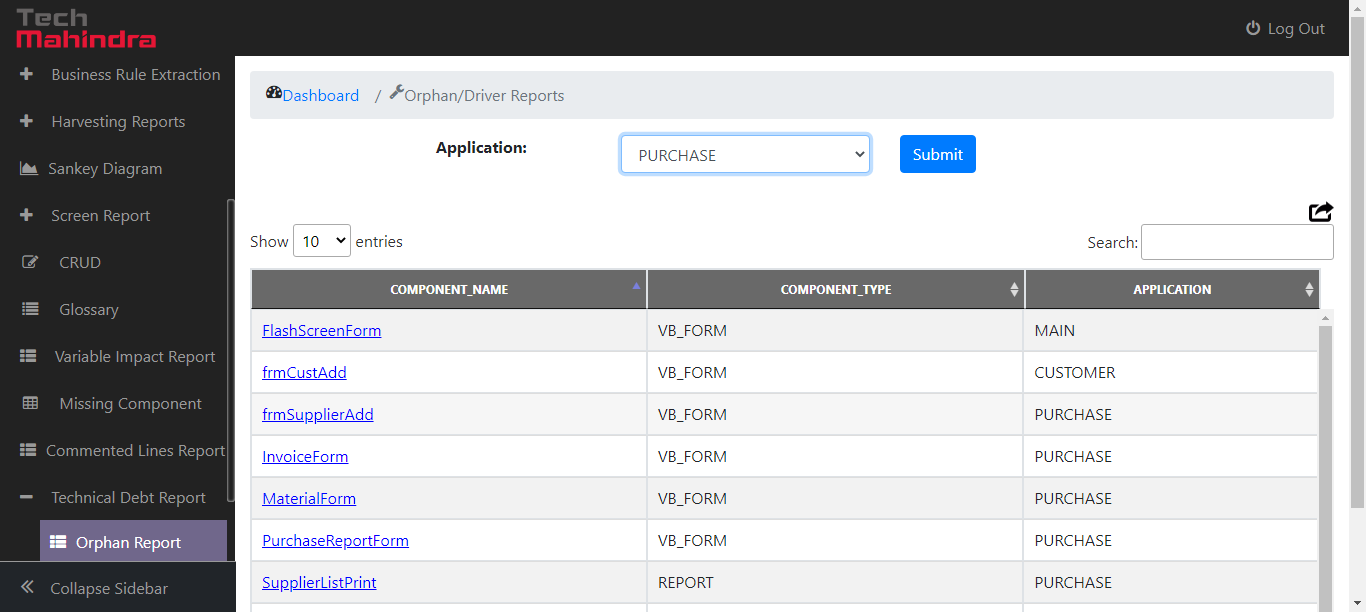 Tech
Mahindra
Log Out
Business Rule Extraction
Harvesting Reports
Sankey Diagram
Screen Report
CRUD
Glossary
Variable Impact Report
Missing Component
Commented Lines Report
Technical Debt Report
Orphan Report
Collapse Sidebar
Dashboard / Orphan/Driver Reports
Application: PURCHASE Submit
Show 10 entries Search:
COMPONENT_NAME COMPONENT_TYPE APPLICATION
FlashScreenForm VB_FORM MAIN
frmCustAdd VB_FORM CUSTOMER
frmSupplierAdd VB_FORM PURCHASE
InvoiceForm VB_FORM PURCHASE
MaterialForm VB_FORM PURCHASE
PurchaseReportForm VB_FORM PURCHASE
SupplierListPrint REPORT PURCHASE